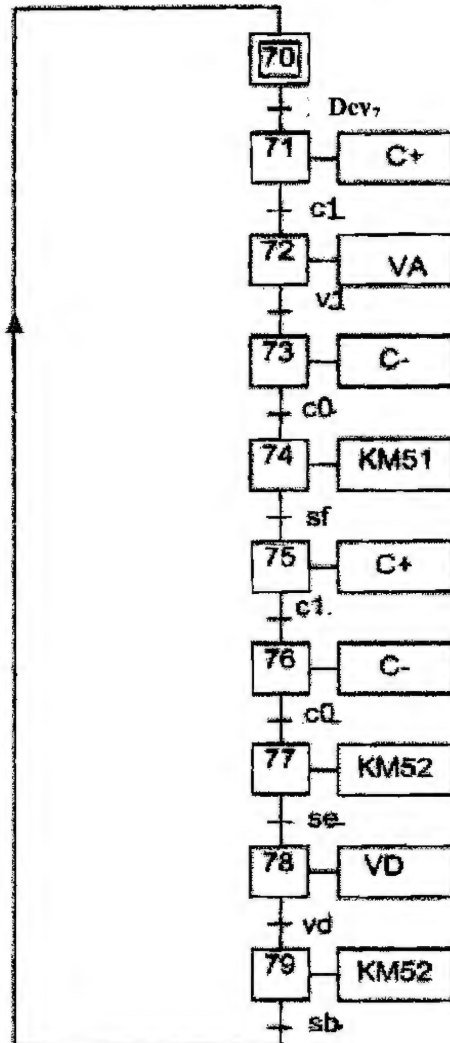 70
Dcy₇
71 C+
c1
72 VA
v1
73 C-
c0
74 KM51
sf
75 C+
c1
76 C-
c0
77 KM52
se
78 VD
vd
79 KM52
sb